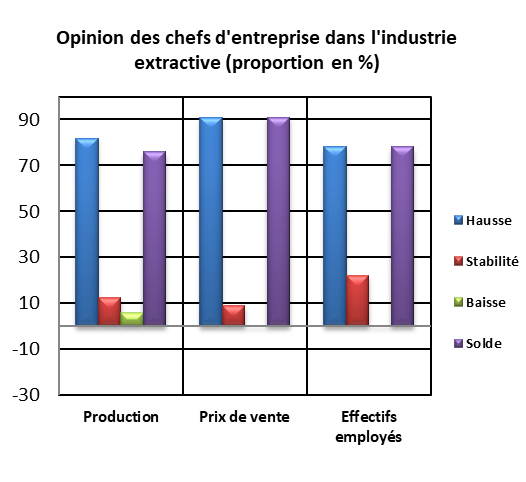 Opinion des chefs d'entreprise dans l'industrie
extractive (proportion en %)
90
70
50
30
10
-10
-30
Production
Prix de vente
Effectifs
employés
Hausse
Stabilité
Baisse
Solde